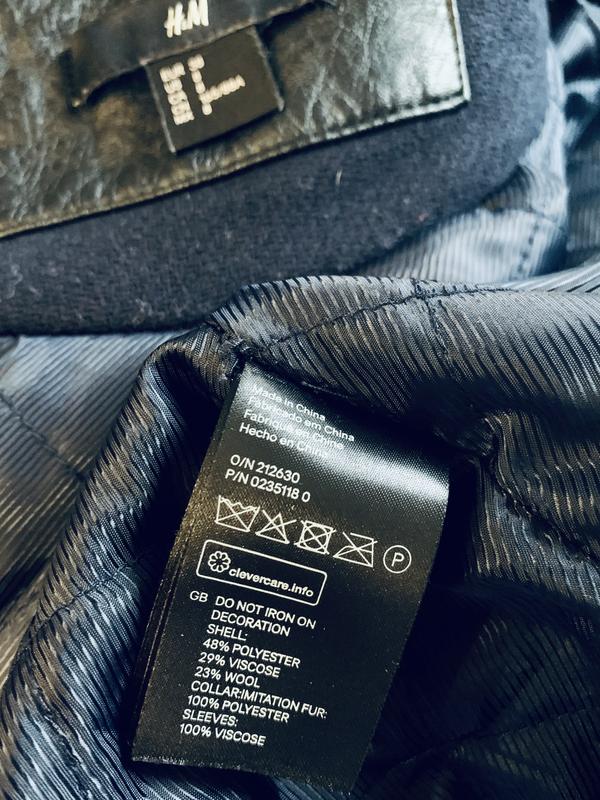 H&M
Made in China
Fabricado em China
Fabriqué en Chine
Hecho en China
O/N 212630
P/N 0235118 0
P
clevercare.info
GB DO NOT IRON ON
DECORATION
SHELL:
48% POLYESTER
29% VISCOSE
23% WOOL
COLLAR:IMITATION FUR:
100% POLYESTER
SLEEVES:
100% VISCOSE